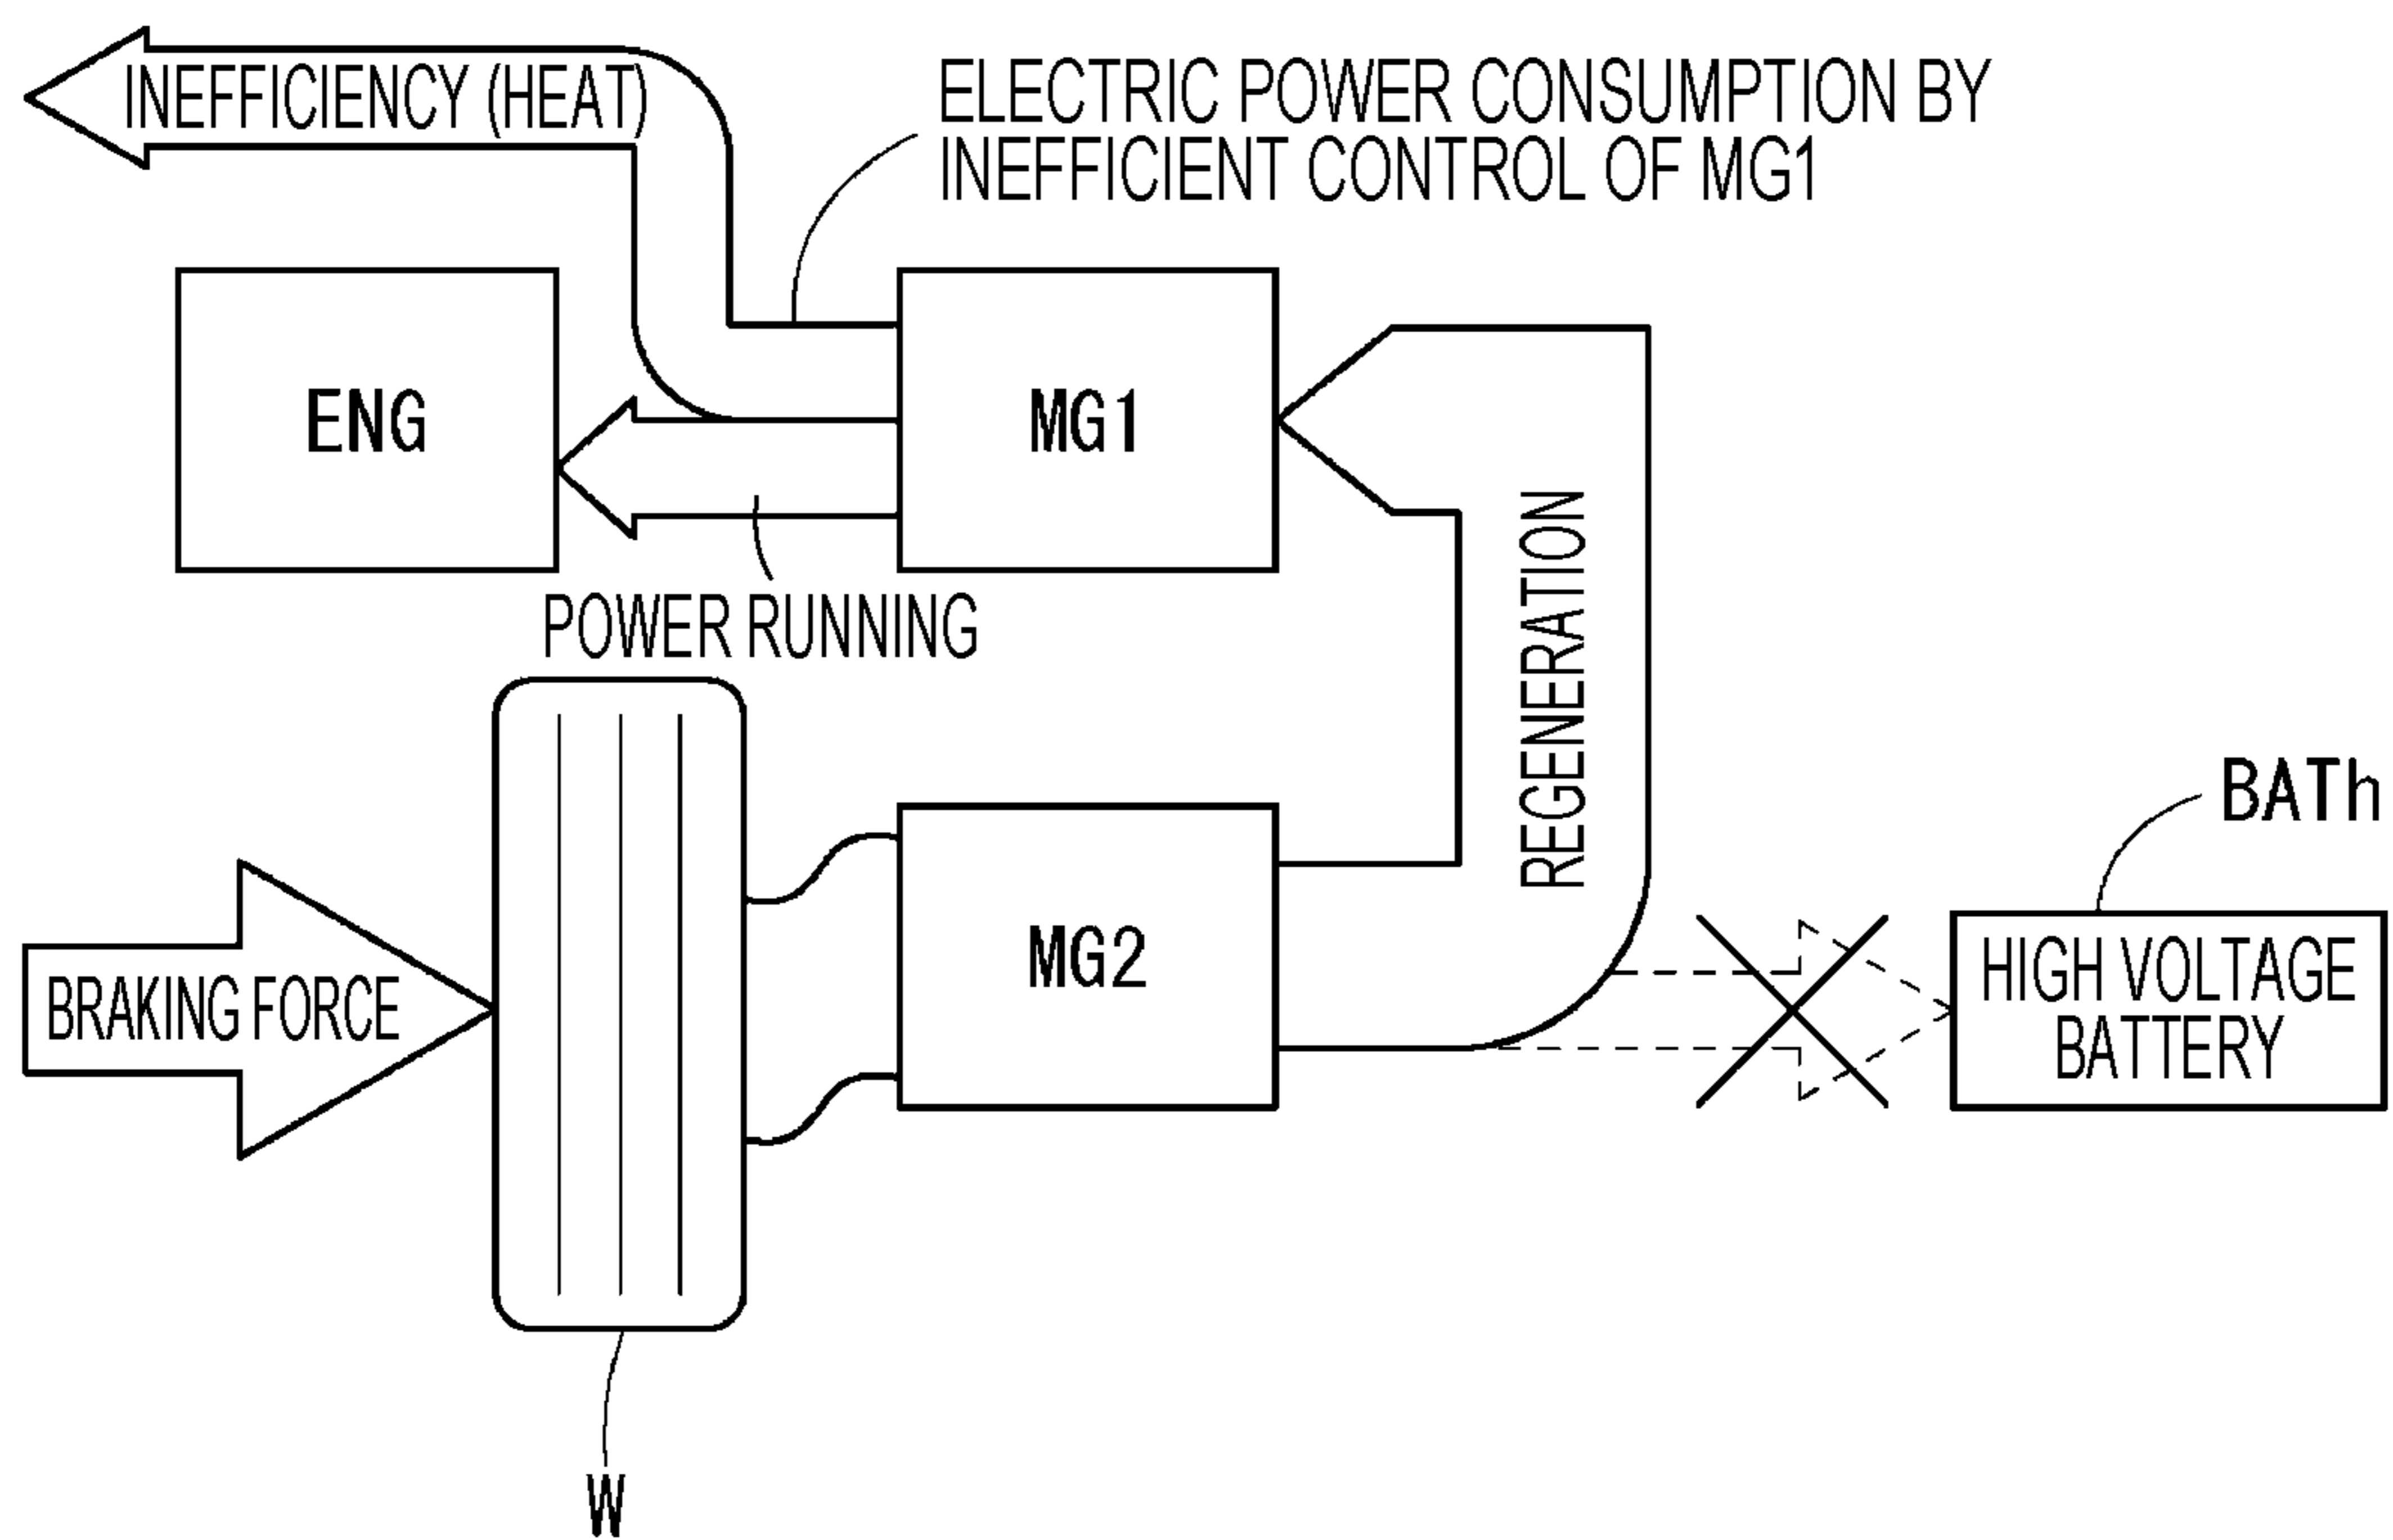 INEFFICIENCY (HEAT)
ELECTRIC POWER CONSUMPTION BY
INEFFICIENT CONTROL OF MG1
ENG
MG1
POWER RUNNING
REGENERATION
BATh
BRAKING FORCE
MG2
HIGH VOLTAGE
BATTERY
W